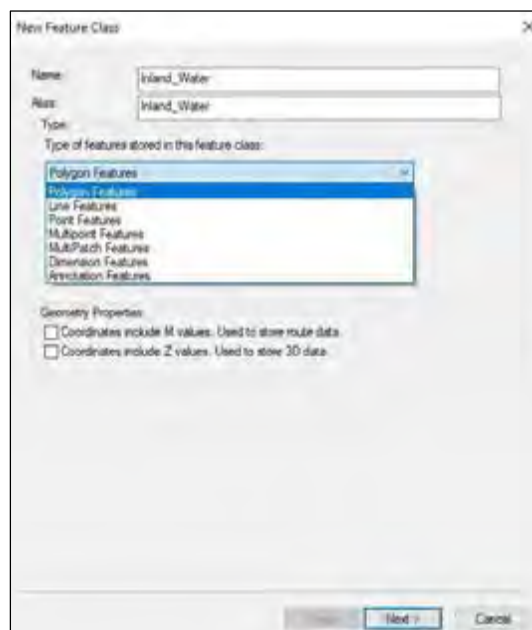 New Feature Class
Name: Inland_Water
Alias: Inland_Water
Type:
Type of features stored in this feature class:
Polygon Features
Polygon Features
Line Features
Point Features
Multipoint Features
MultiPatch Features
Dimension Features
Annotation Features
Geometry Properties
Coordinates include M values. Used to store route data.
Coordinates include Z values. Used to store 3D data.
Next > Cancel